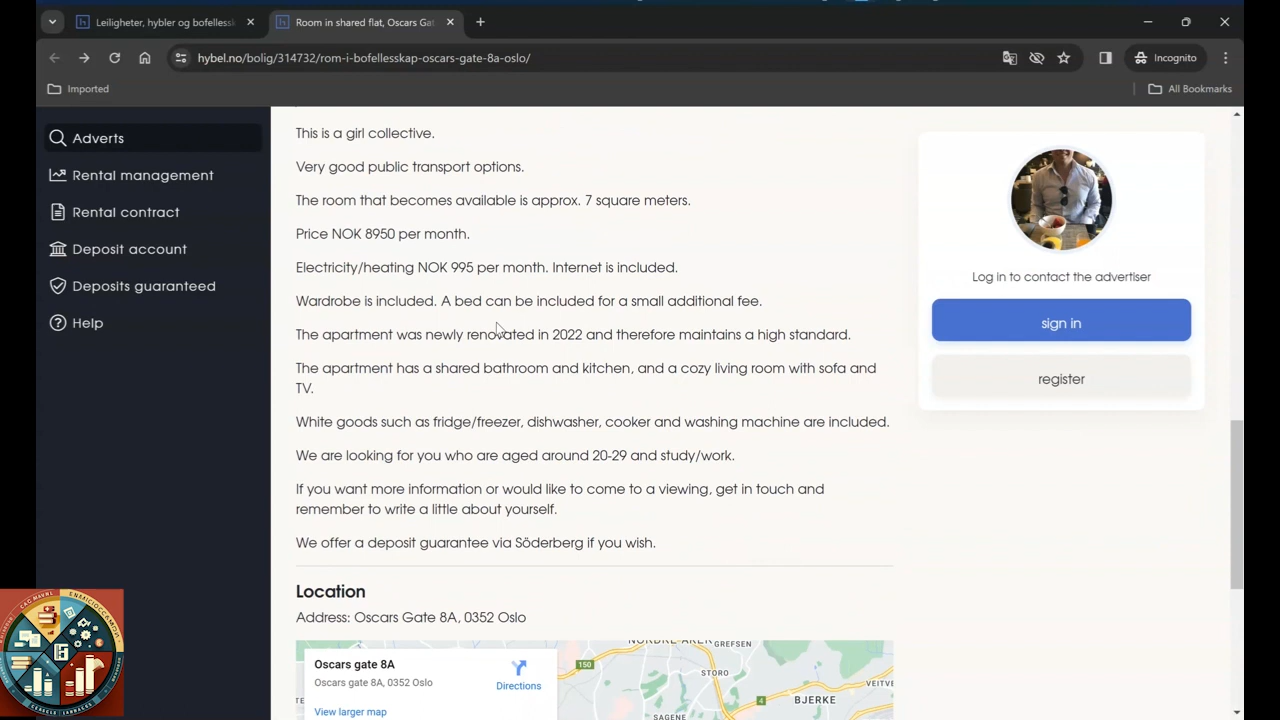 Leiligheter, hybler og bofelless
Room in shared flat, Oscars Ga
hybel.no/bolig/314732/rom-i-bofellesskap-oscars-gate-8a-oslo/
Incognito
Imported
All Bookmarks
Adverts
Rental management
Rental contract
Deposit account
Deposits guaranteed
Help
This is a girl collective.
Very good public transport options.
The room that becomes available is approx. 7 square meters.
Price NOK 8950 per month.
Electricity/heating NOK 995 per month. Internet is included.
Wardrobe is included. A bed can be included for a small additional fee.
The apartment was newly renovated in 2022 and therefore maintains a high standard.
The apartment has a shared bathroom and kitchen, and a cozy living room with sofa and
TV.
White goods such as fridge/freezer, dishwasher, cooker and washing machine are included.
We are looking for you who are aged around 20-29 and study/work.
If you want more information or would like to come to a viewing, get in touch and
remember to write a little about yourself.
We offer a deposit guarantee via Söderberg if you wish.
Location
Address: Oscars Gate 8A, 0352 Oslo
Oscars gate 8A
Oscars gate 8A, 0352 Oslo
Directions
View larger map
150
GREFSEN
STORO
4
BJERKE
VEITVE
SAGENE
Log in to contact the advertiser
sign in
register